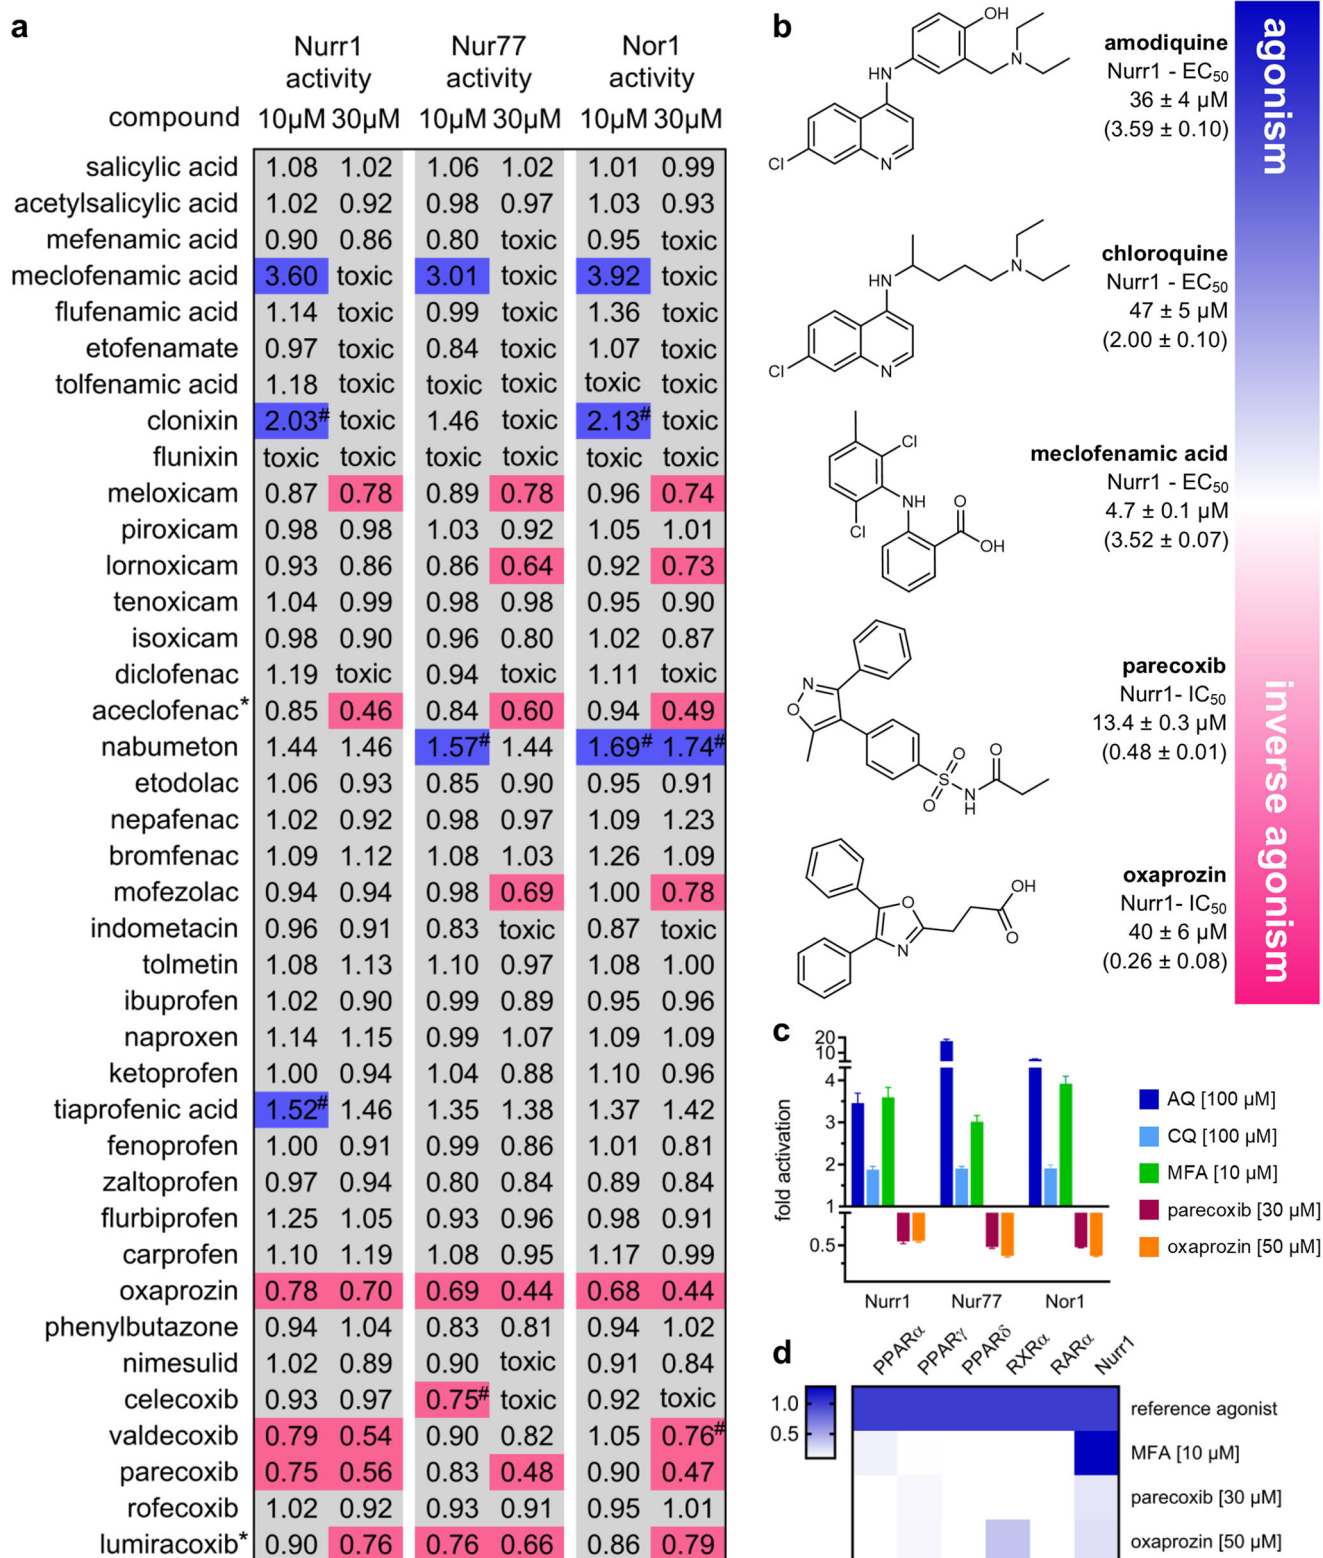 a
Nurr1 Nur77 Nor1
activity activity activity
compound 10µM 30µM 10µM 30µM 10µM 30µM
salicylic acid 1.08 1.02 1.06 1.02 1.01 0.99
acetylsalicylic acid 1.02 0.92 0.98 0.97 1.03 0.93
mefenamic acid 0.90 0.86 0.80 toxic 0.95 toxic
meclofenamic acid 3.60 toxic 3.01 toxic 3.92 toxic
flufenamic acid 1.14 toxic 0.99 toxic 1.36 toxic
etofenamate 0.97 toxic 0.84 toxic 1.07 toxic
tolfenamic acid 1.18 toxic toxic toxic toxic toxic
clonixin 2.03# toxic 1.46 toxic 2.13# toxic
flunixin toxic toxic toxic toxic toxic toxic
meloxicam 0.87 0.78 0.89 0.78 0.96 0.74
piroxicam 0.98 0.98 1.03 0.92 1.05 1.01
lornoxicam 0.93 0.86 0.86 0.64 0.92 0.73
tenoxicam 1.04 0.99 0.98 0.98 0.95 0.90
isoxicam 0.98 0.90 0.96 0.80 1.02 0.87
diclofenac 1.19 toxic 0.94 toxic 1.11 toxic
aceclofenac* 0.85 0.46 0.84 0.60 0.94 0.49
nabumeton 1.44 1.46 1.57# 1.44 1.69# 1.74#
etodolac 1.06 0.93 0.85 0.90 0.95 0.91
nepafenac 1.02 0.92 0.98 0.97 1.09 1.23
bromfenac 1.09 1.12 1.08 1.03 1.26 1.09
mofezolac 0.94 0.94 0.98 0.69 1.00 0.78
indometacin 0.96 0.91 0.83 toxic 0.87 toxic
tolmetin 1.08 1.13 1.10 0.97 1.08 1.00
ibuprofen 1.02 0.90 0.99 0.89 0.95 0.96
naproxen 1.14 1.15 0.99 1.07 1.09 1.09
ketoprofen 1.00 0.94 1.04 0.88 1.10 0.96
tiaprofenic acid 1.52# 1.46 1.35 1.38 1.37 1.42
fenoprofen 1.00 0.91 0.99 0.86 1.01 0.81
zaltoprofen 0.97 0.94 0.80 0.84 0.89 0.84
flurbiprofen 1.25 1.05 0.93 0.96 0.98 0.91
carprofen 1.10 1.19 1.08 0.95 1.17 0.99
oxaprozin 0.78 0.70 0.69 0.44 0.68 0.44
phenylbutazone 0.94 1.04 0.83 0.81 0.94 1.02
nimesulid 1.02 0.89 0.90 toxic 0.91 0.84
celecoxib 0.93 0.97 0.75# toxic 0.92 toxic
valdecoxib 0.79 0.54 0.90 0.82 1.05 0.76#
parecoxib 0.75 0.56 0.83 0.48 0.90 0.47
rofecoxib 1.02 0.92 0.93 0.91 0.95 1.01
lumiracoxib* 0.90 0.76 0.76 0.66 0.86 0.79
b
OH
HN
N
Cl
N
amodiquine
Nurr1 - EC₅₀
36 ± 4 µM
(3.59 ± 0.10)
HN
N
Cl
N
chloroquine
Nurr1 - EC₅₀
47 ± 5 µM
(2.00 ± 0.10)
Cl
NH
O
Cl
OH
meclofenamic acid
Nurr1 - EC₅₀
4.7 ± 0.1 µM
(3.52 ± 0.07)
N
O
O
O
S
O
N
H
parecoxib
Nurr1- IC₅₀
13.4 ± 0.3 µM
(0.48 ± 0.01)
O
N
OH
O
oxaprozin
Nurr1- IC₅₀
40 ± 6 µM
(0.26 ± 0.08)
agonism
inverse agonism
c
fold activation
20
10
4
3
2
1
0.5
Nurr1 Nur77 Nor1
AQ [100 µM]
CQ [100 µM]
MFA [10 µM]
parecoxib [30 µM]
oxaprozin [50 µM]
d
PPARα PPARγ PPARδ RXRα RARα Nurr1
1.0
0.5
reference agonist
MFA [10 µM]
parecoxib [30 µM]
oxaprozin [50 µM]